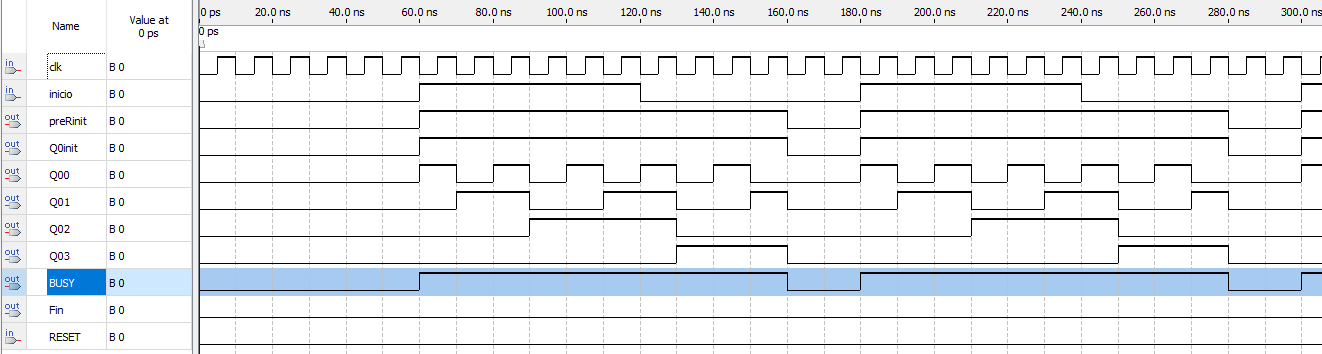 Name
Value at
0 ps
0 ps 20.0 ns 40.0 ns 60.0 ns 80.0 ns 100.0 ns 120.0 ns 140.0 ns 160.0 ns 180.0 ns 200.0 ns 220.0 ns 240.0 ns 260.0 ns 280.0 ns 300.0 ns
0 ps
in clk B 0
in inicio B 0
out preRinit B 0
out Q0init B 0
out Q00 B 0
out Q01 B 0
out Q02 B 0
out Q03 B 0
out BUSY B 0
out Fin B 0
in RESET B 0